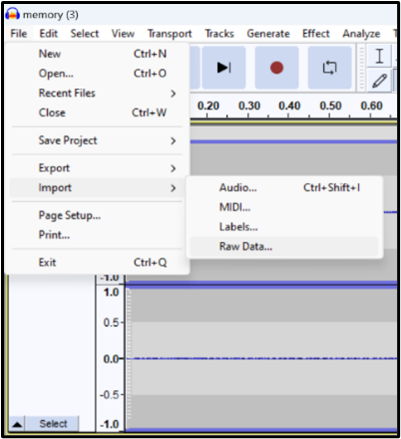 memory (3)
File Edit Select View Transport Tracks Generate Effect Analyze
New Ctrl+N
Open... Ctrl+O
Recent Files
Close Ctrl+W
0.20 0.30 0.40 0.50 0.60
Save Project
Export
Import
Audio... Ctrl+Shift+I
MIDI...
Labels...
Raw Data...
Page Setup...
Print...
Exit Ctrl+Q
-1.0
1.0
0.5-
0.0-
-0.5-
Select
-1.0